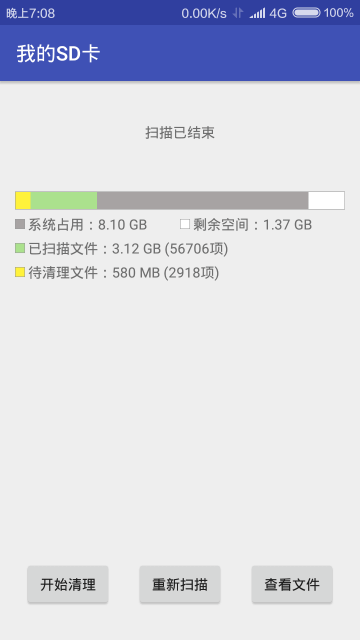 晚上7:08 0.00K/s 4G 100%
我的SD卡
扫描已结束
系统占用：8.10 GB 剩余空间：1.37 GB
已扫描文件：3.12 GB (56706项)
待清理文件：580 MB (2918项)
开始清理 重新扫描 查看文件